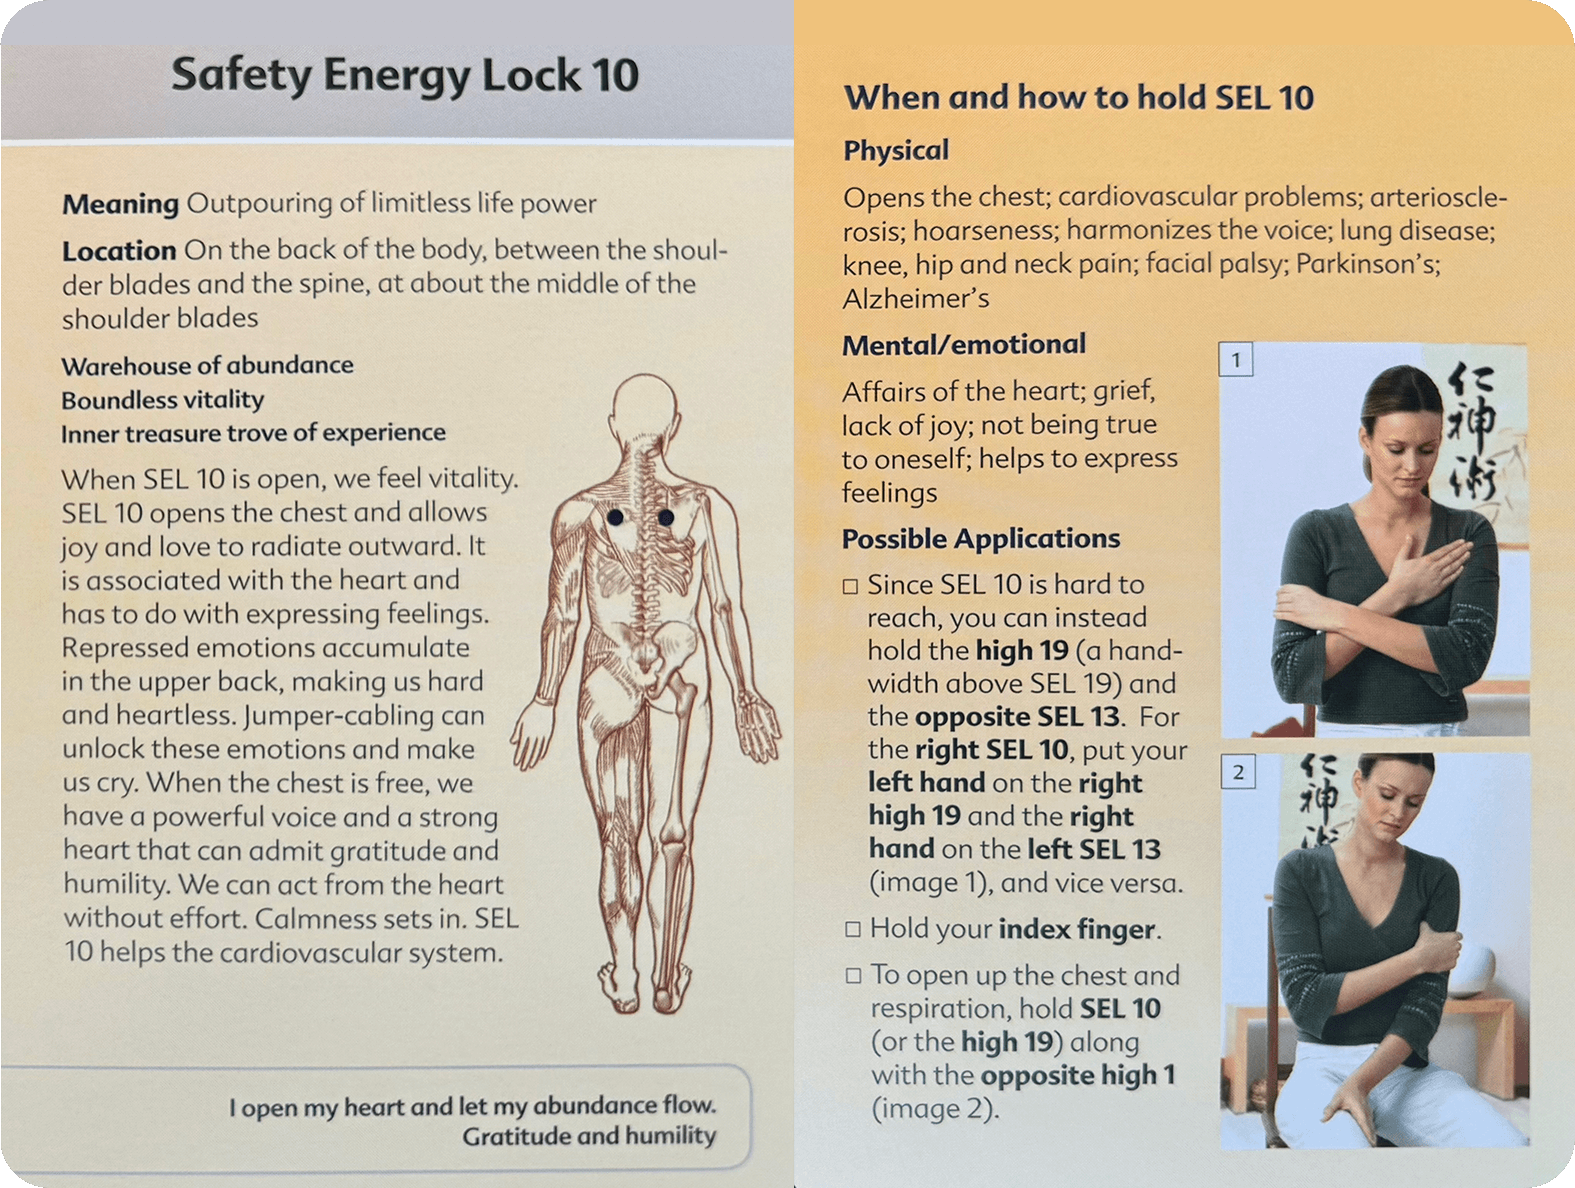 Safety Energy Lock 10
Meaning Outpouring of limitless life power
Location On the back of the body, between the shoul-
der blades and the spine, at about the middle of the
shoulder blades
Warehouse of abundance
Boundless vitality
Inner treasure trove of experience
When SEL 10 is open, we feel vitality.
SEL 10 opens the chest and allows
joy and love to radiate outward. It
is associated with the heart and
has to do with expressing feelings.
Repressed emotions accumulate
in the upper back, making us hard
and heartless. Jumper-cabling can
unlock these emotions and make
us cry. When the chest is free, we
have a powerful voice and a strong
heart that can admit gratitude and
humility. We can act from the heart
without effort. Calmness sets in. SEL
10 helps the cardiovascular system.
I open my heart and let my abundance flow.
Gratitude and humility
When and how to hold SEL 10
Physical
Opens the chest; cardiovascular problems; arterioscle-
rosis; hoarseness; harmonizes the voice; lung disease;
knee, hip and neck pain; facial palsy; Parkinson's;
Alzheimer's
Mental/emotional
Affairs of the heart; grief,
lack of joy; not being true
to oneself; helps to express
feelings
Possible Applications
□ Since SEL 10 is hard to
reach, you can instead
hold the high 19 (a hand-
width above SEL 19) and
the opposite SEL 13. For
the right SEL 10, put your
left hand on the right
high 19 and the right
hand on the left SEL 13
(image 1), and vice versa.
□ Hold your index finger.
□ To open up the chest and
respiration, hold SEL 10
(or the high 19) along
with the opposite high 1
(image 2).
1
仁神術
2
仁神術